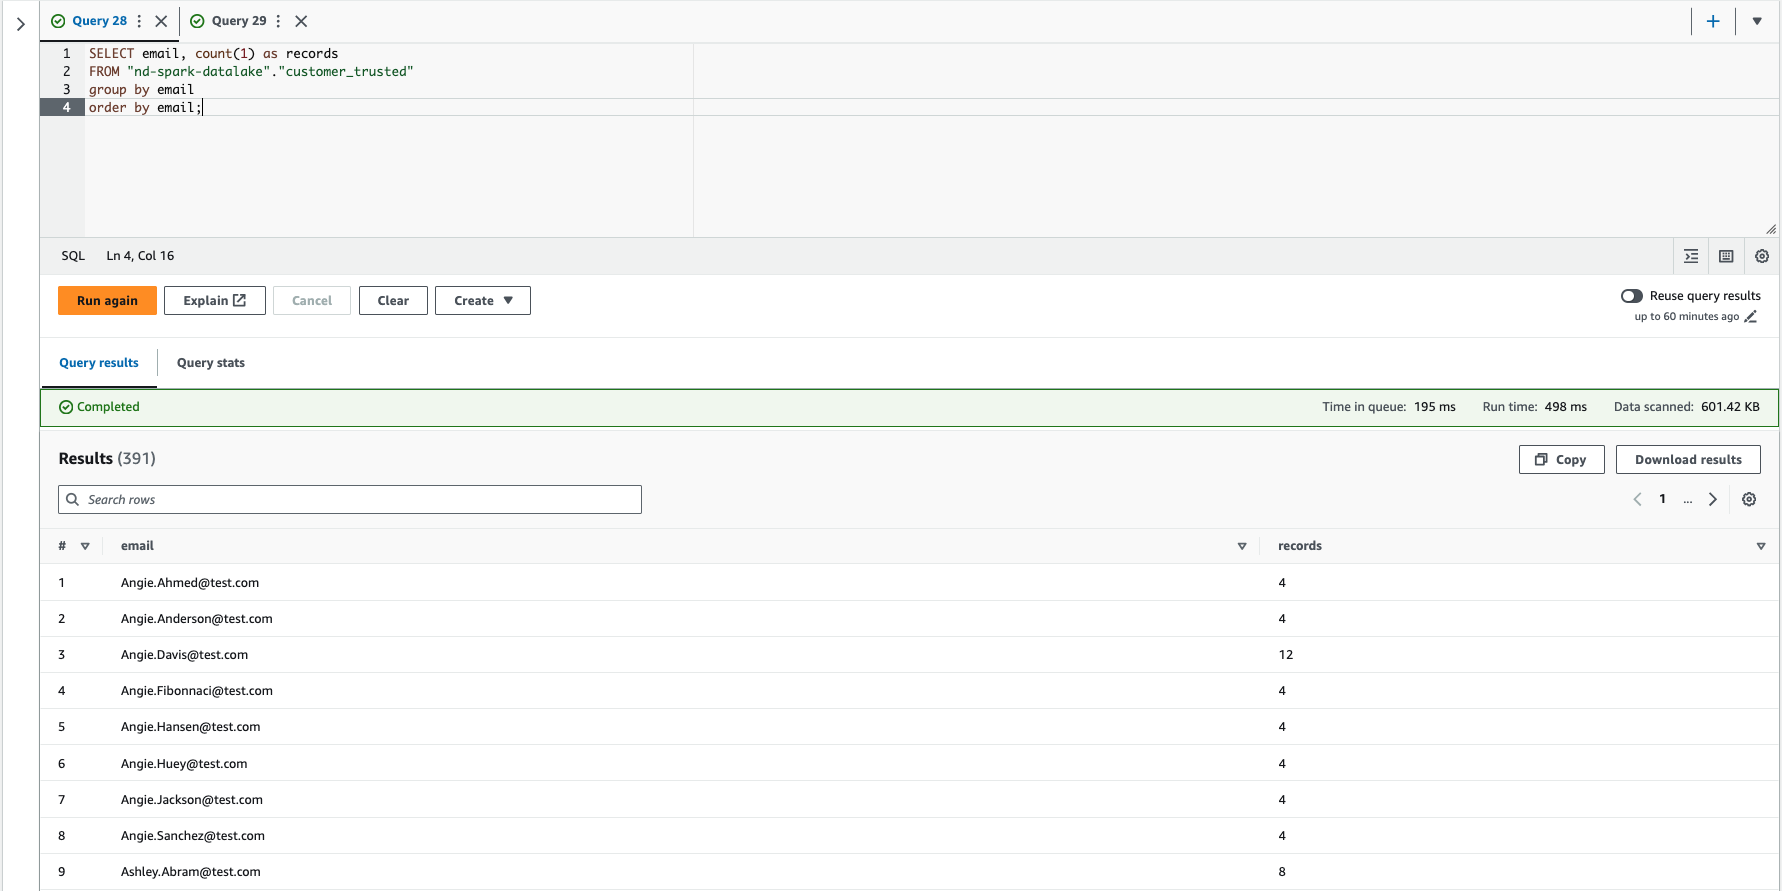 Query 28
Query 29
1 SELECT email, count(1) as records
2 FROM "nd-spark-datalake"."customer_trusted"
3 group by email
4 order by email;
SQL Ln 4, Col 16
Run again Explain Cancel Clear Create
Reuse query results
up to 60 minutes ago
Query results Query stats
Completed Time in queue: 195 ms Run time: 498 ms Data scanned: 601.42 KB
Results (391) Copy Download results
Search rows 1 ...
# email records
1 Angie.Ahmed@test.com 4
2 Angie.Anderson@test.com 4
3 Angie.Davis@test.com 12
4 Angie.Fibonnaci@test.com 4
5 Angie.Hansen@test.com 4
6 Angie.Huey@test.com 4
7 Angie.Jackson@test.com 4
8 Angie.Sanchez@test.com 4
9 Ashley.Abram@test.com 8